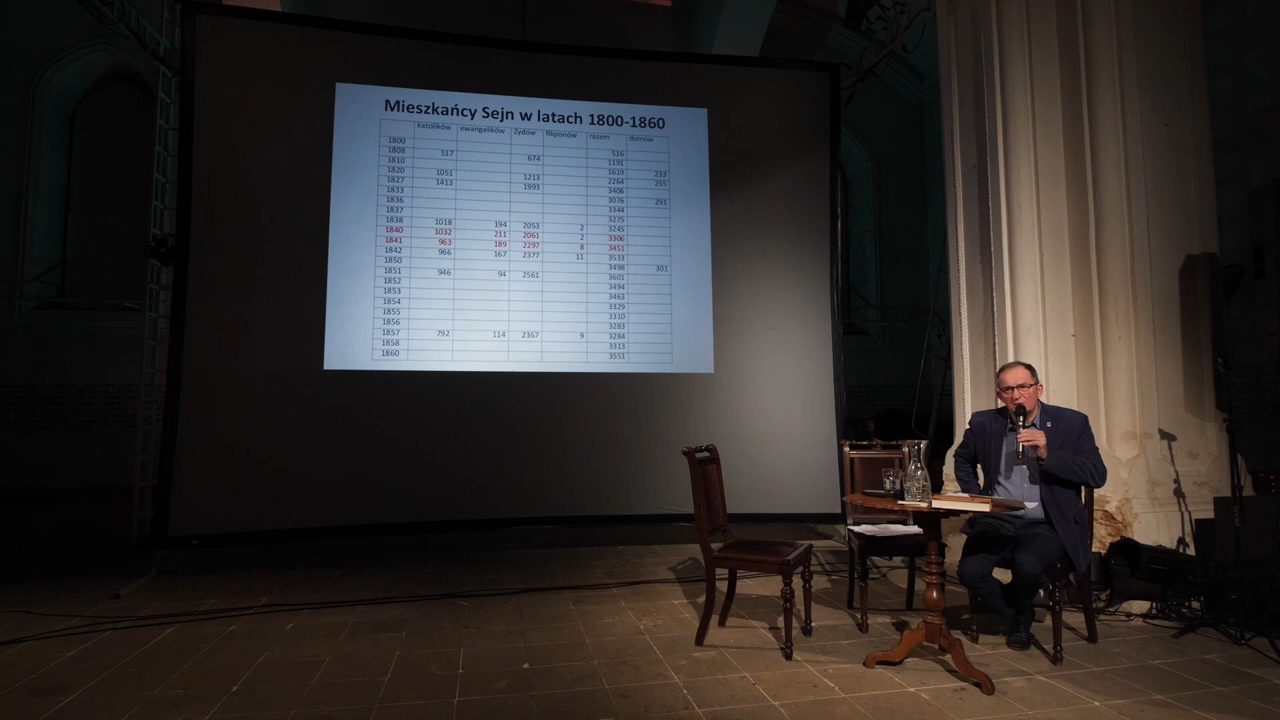 Mieszkańcy Sejn w latach 1800-1860
katolików ewangelików Żydów filiponów razem domów
1800 516
1808 517 674 1191
1810 1619 233
1820 1051 1213 2264 255
1827 1413 1993 3406
1833 3076 291
1836 3344
1837 3275
1838 1018 194 2053 2 3245
1840 1032 211 2061 2 3306
1841 963 189 2297 8 3451
1842 966 167 2377 11 3533
1850 3498 301
1851 946 94 2561 3601
1852 3494
1853 3463
1854 3329
1855 3310
1856 3283
1857 792 114 2367 9 3284
1858 3313
1860 3551